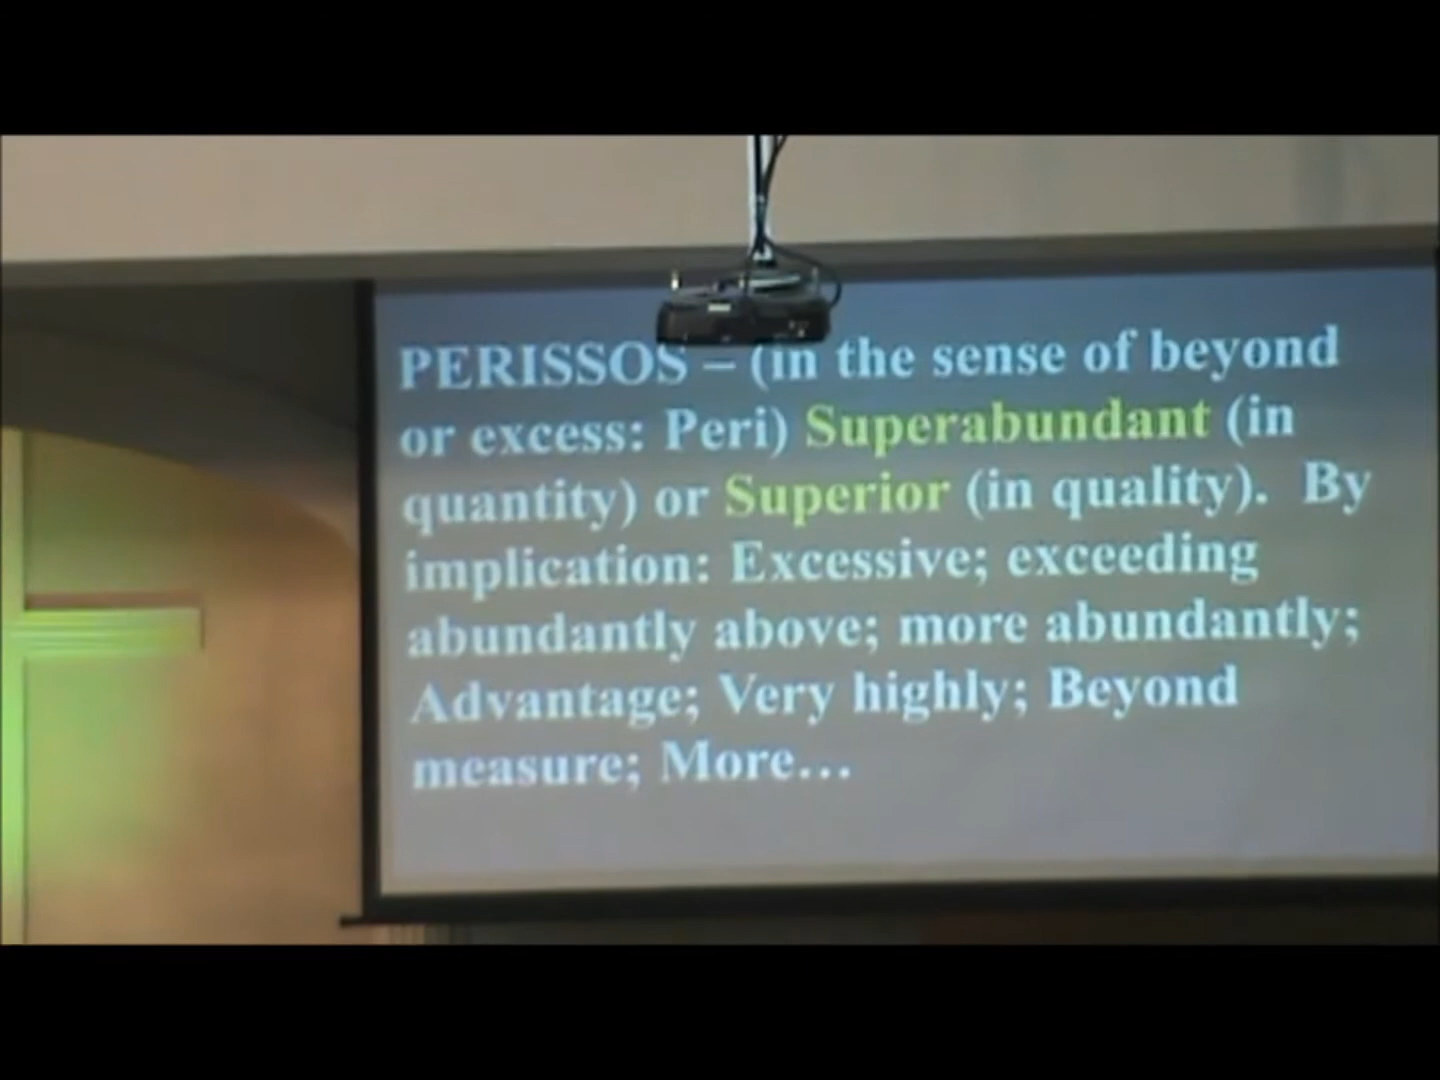 PERISSOS – (in the sense of beyond
or excess: Peri) Superabundant (in
quantity) or Superior (in quality).  By
implication: Excessive; exceeding
abundantly above; more abundantly;
Advantage; Very highly; Beyond
measure; More…